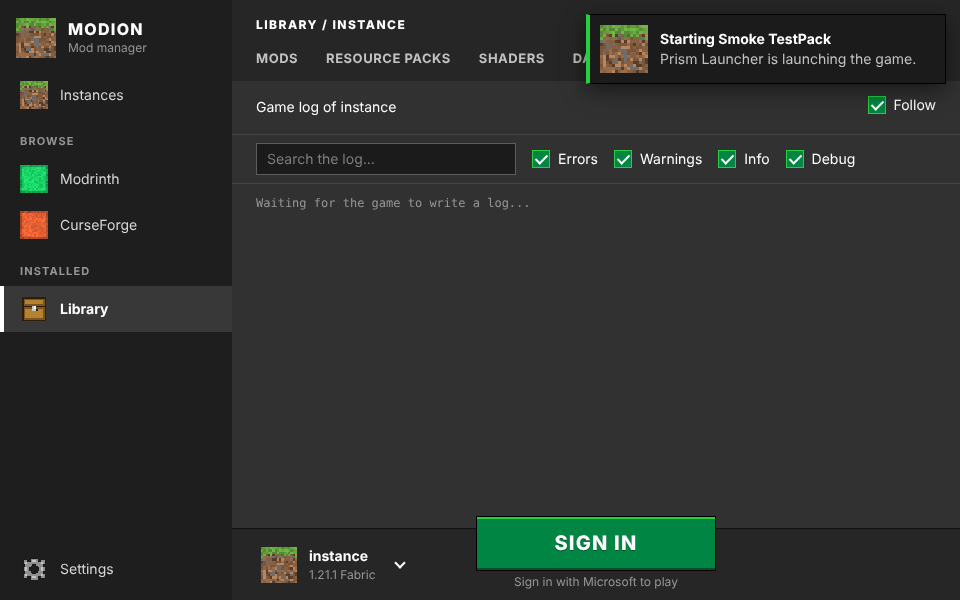 MODION
Mod manager
Instances
BROWSE
Modrinth
CurseForge
INSTALLED
Library
Settings
LIBRARY / INSTANCE
MODS RESOURCE PACKS SHADERS
Starting Smoke TestPack
Prism Launcher is launching the game.
Game log of instance
Follow
Search the log...
Errors Warnings Info Debug
Waiting for the game to write a log...
instance
1.21.1 Fabric
SIGN IN
Sign in with Microsoft to play